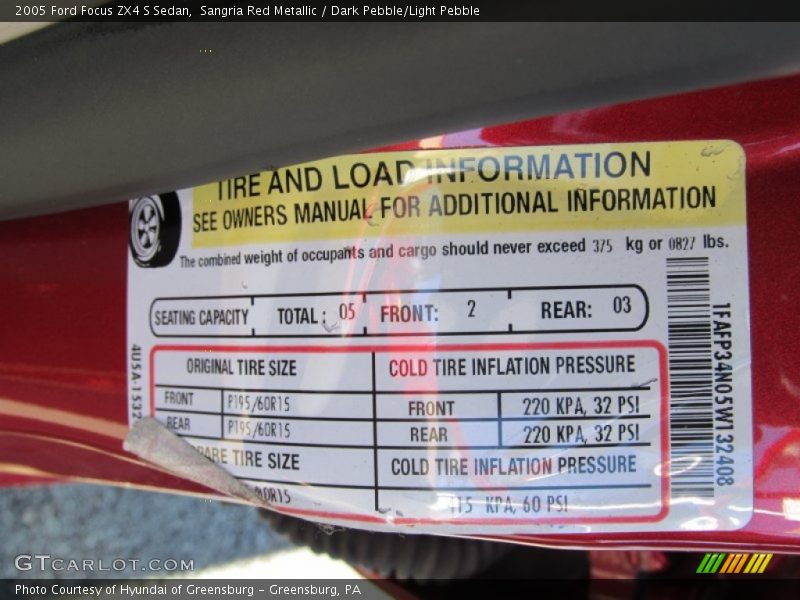 2005 Ford Focus ZX4 S Sedan, Sangria Red Metallic / Dark Pebble/Light Pebble
TIRE AND LOAD INFORMATION
SEE OWNERS MANUAL FOR ADDITIONAL INFORMATION
The combined weight of occupants and cargo should never exceed 375 kg or 0827 lbs.
SEATING CAPACITY TOTAL: 05 FRONT: 2 REAR: 03
ORIGINAL TIRE SIZE COLD TIRE INFLATION PRESSURE
FRONT P195/60R15 FRONT 220 KPA, 32 PSI
REAR P195/60R15 REAR 220 KPA, 32 PSI
TIRE SIZE COLD TIRE INFLATION PRESSURE
KPA, 60 PSI
1FAFP34N05W132408
GTCARLOT.COM
Photo Courtesy of Hyundai of Greensburg - Greensburg, PA